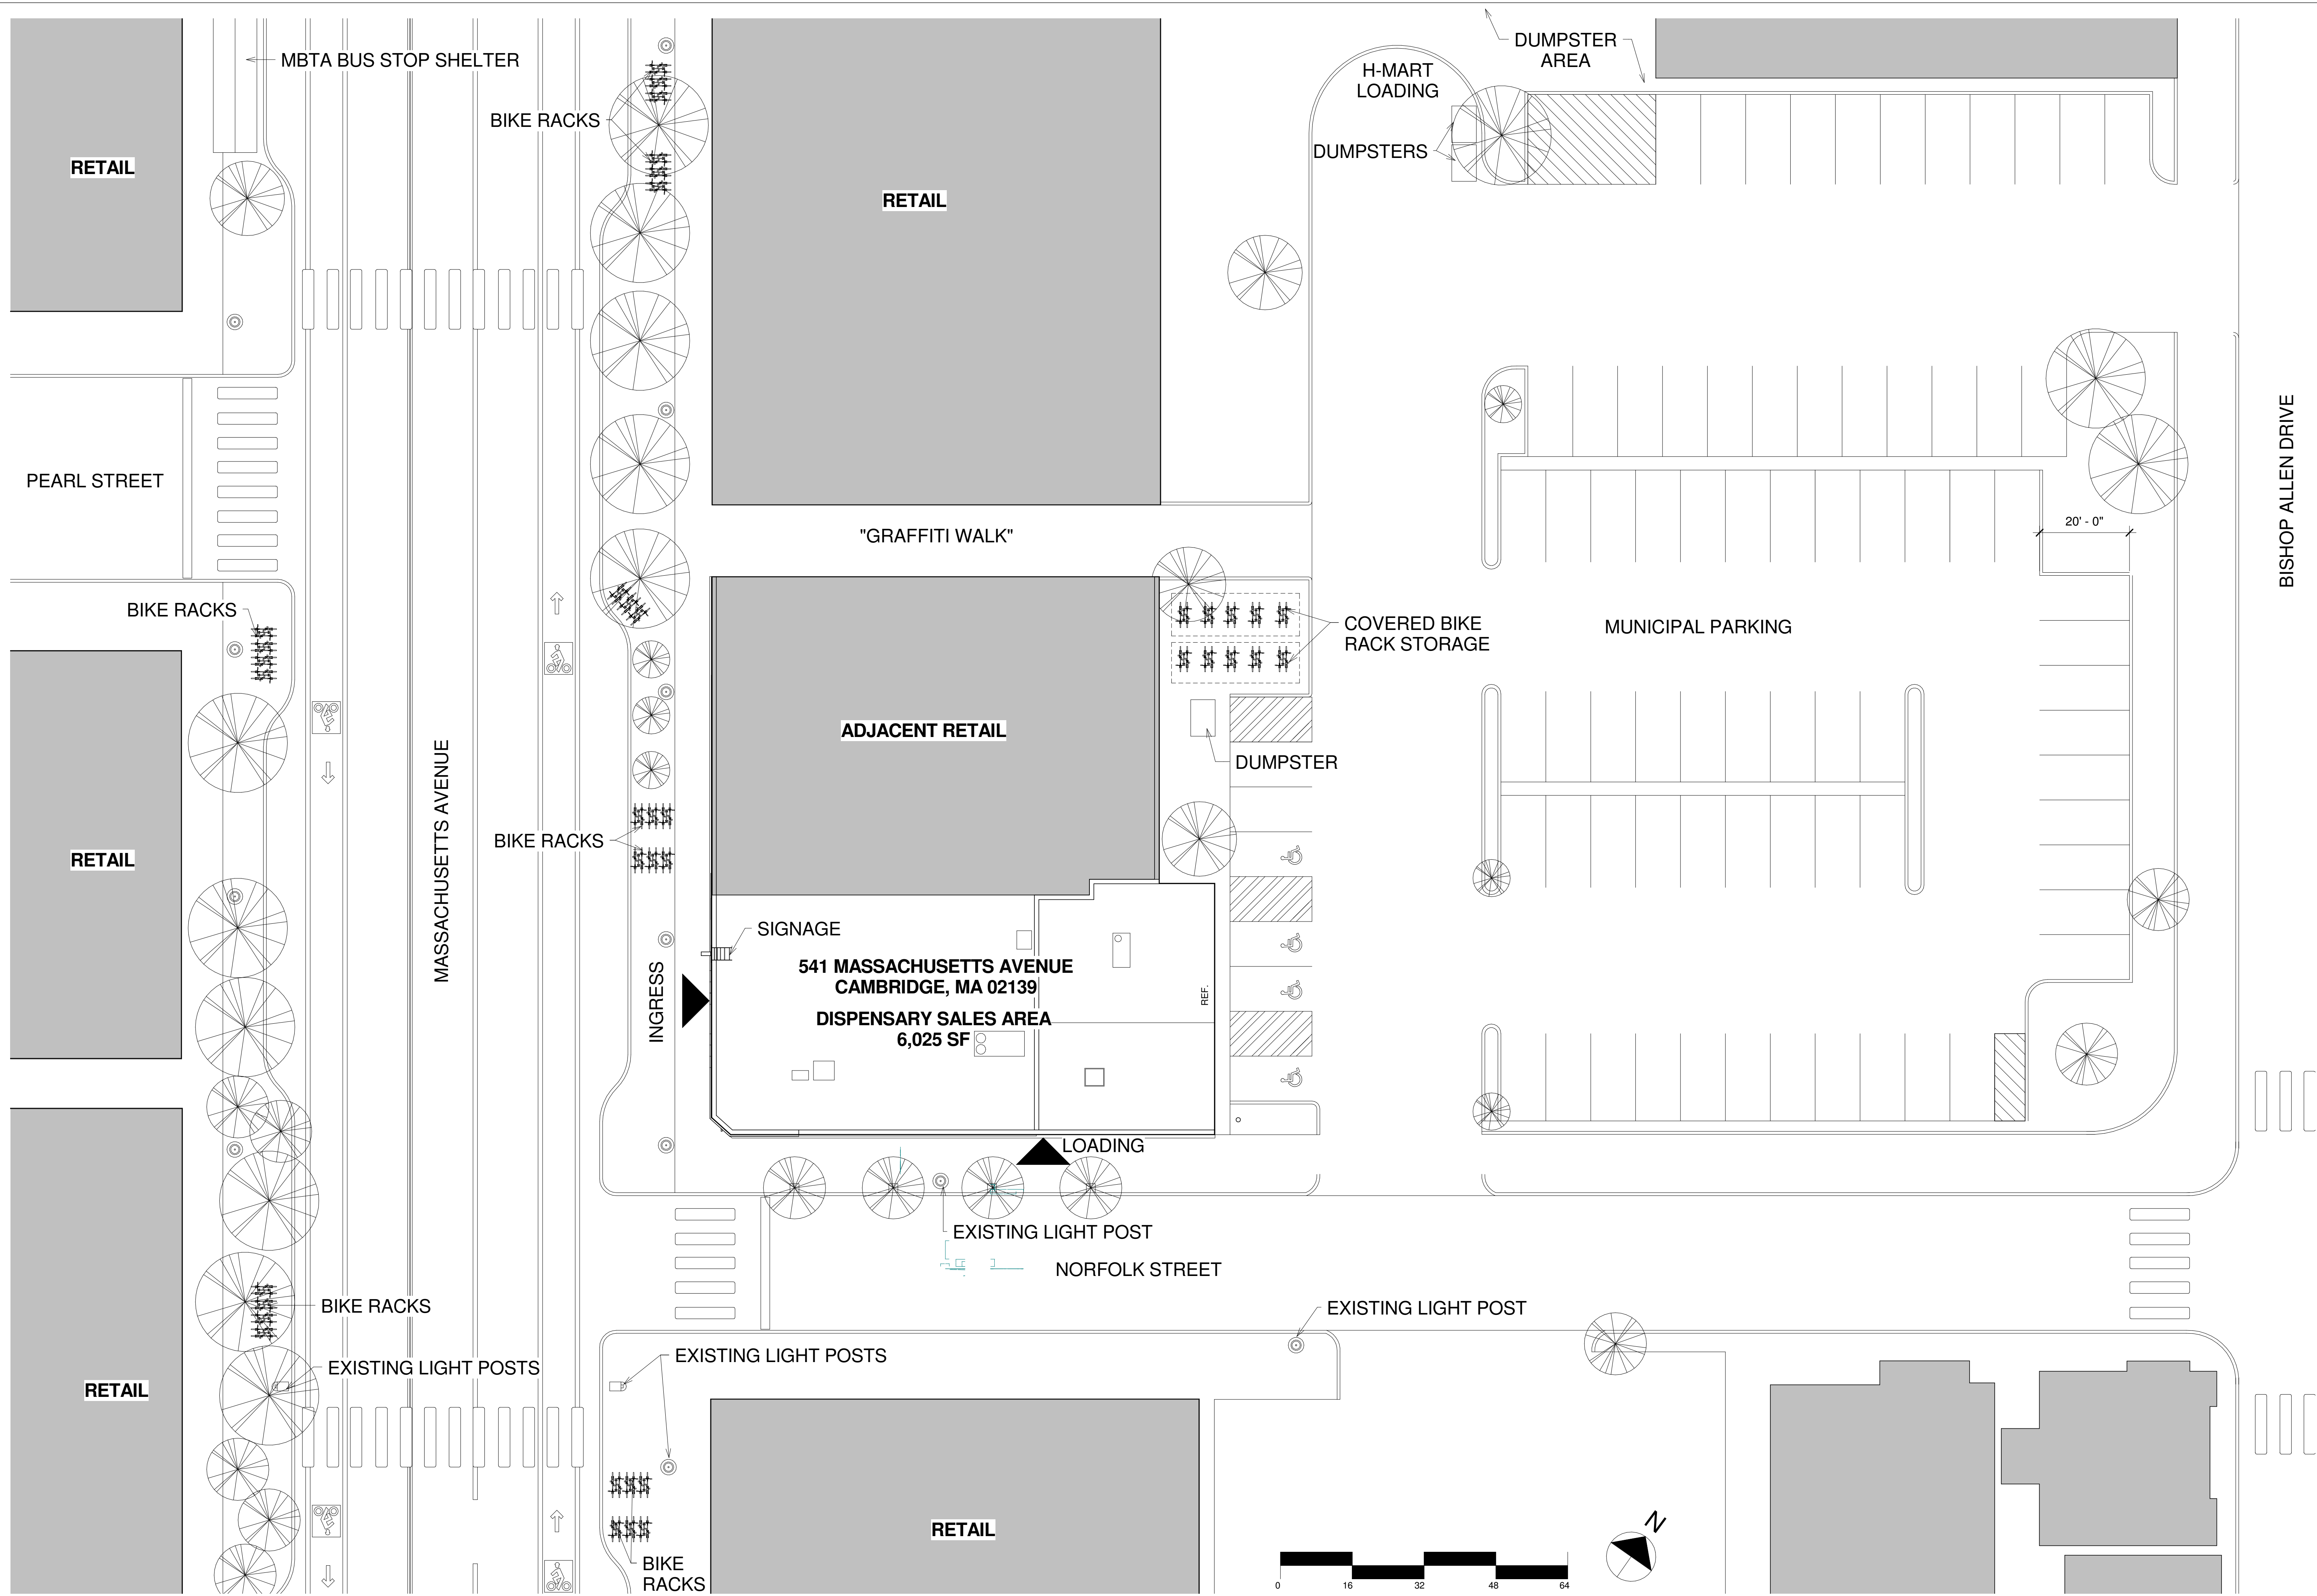 DUMPSTER
AREA
MBTA BUS STOP SHELTER
H-MART
LOADING
BIKE RACKS
DUMPSTERS
RETAIL
RETAIL
PEARL STREET
"GRAFFITI WALK"
20' - 0"
BISHOP ALLEN DRIVE
BIKE RACKS
COVERED BIKE
RACK STORAGE
MUNICIPAL PARKING
ADJACENT RETAIL
DUMPSTER
MASSACHUSETTS AVENUE
BIKE RACKS
RETAIL
SIGNAGE
541 MASSACHUSETTS AVENUE
CAMBRIDGE, MA 02139
DISPENSARY SALES AREA
6,025 SF
REF.
INGRESS
LOADING
EXISTING LIGHT POST
NORFOLK STREET
BIKE RACKS
EXISTING LIGHT POST
EXISTING LIGHT POSTS
EXISTING LIGHT POSTS
RETAIL
RETAIL
N
BIKE
RACKS
0 16 32 48 64